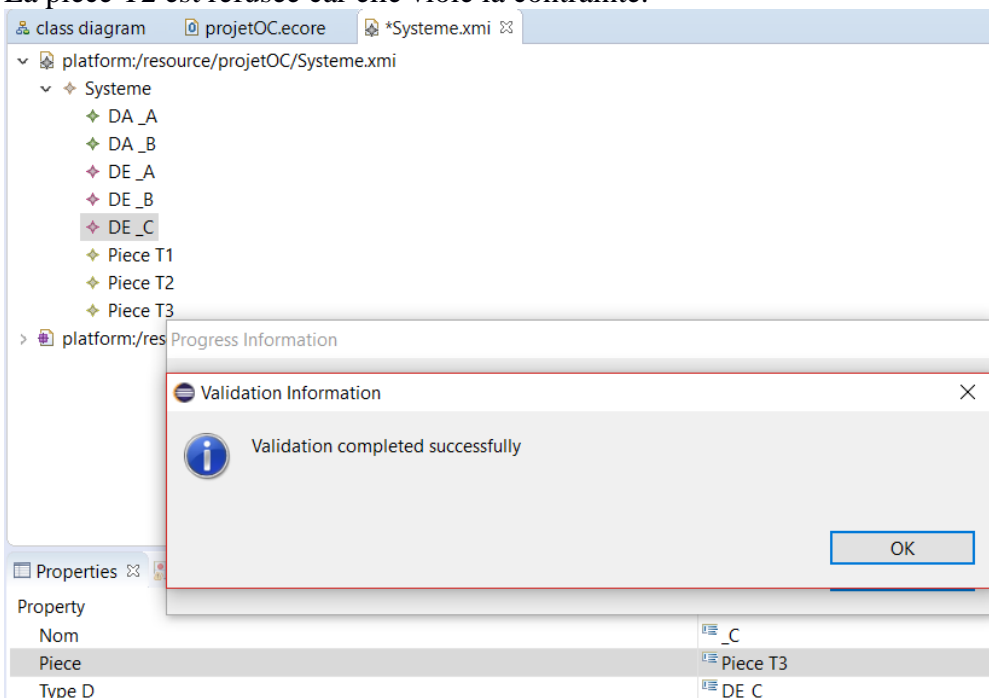 La pièce T2 est refusée car elle viole la contrainte.
class diagram projetOC.ecore *Systeme.xmi
platform:/resource/projetOC/Systeme.xmi
Systeme
DA _A
DA _B
DE _A
DE _B
DE _C
Piece T1
Piece T2
Piece T3
platform:/res
Progress Information
Validation Information
Validation completed successfully
OK
Properties
Property
Nom _C
Piece Piece T3
Type D DE_C